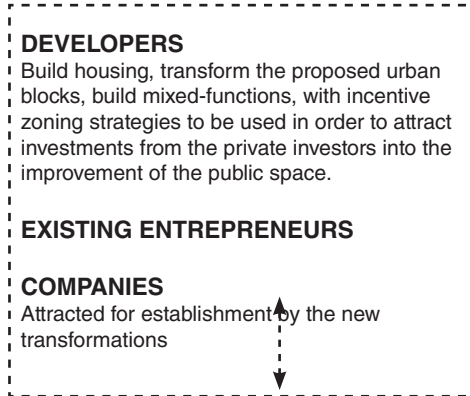 DEVELOPERS
Build housing, transform the proposed urban
blocks, build mixed-functions, with incentive
zoning strategies to be used in order to attract
investments from the private investors into the
improvement of the public space.
EXISTING ENTREPRENEURS
COMPANIES
Attracted for establishment by the new
transformations